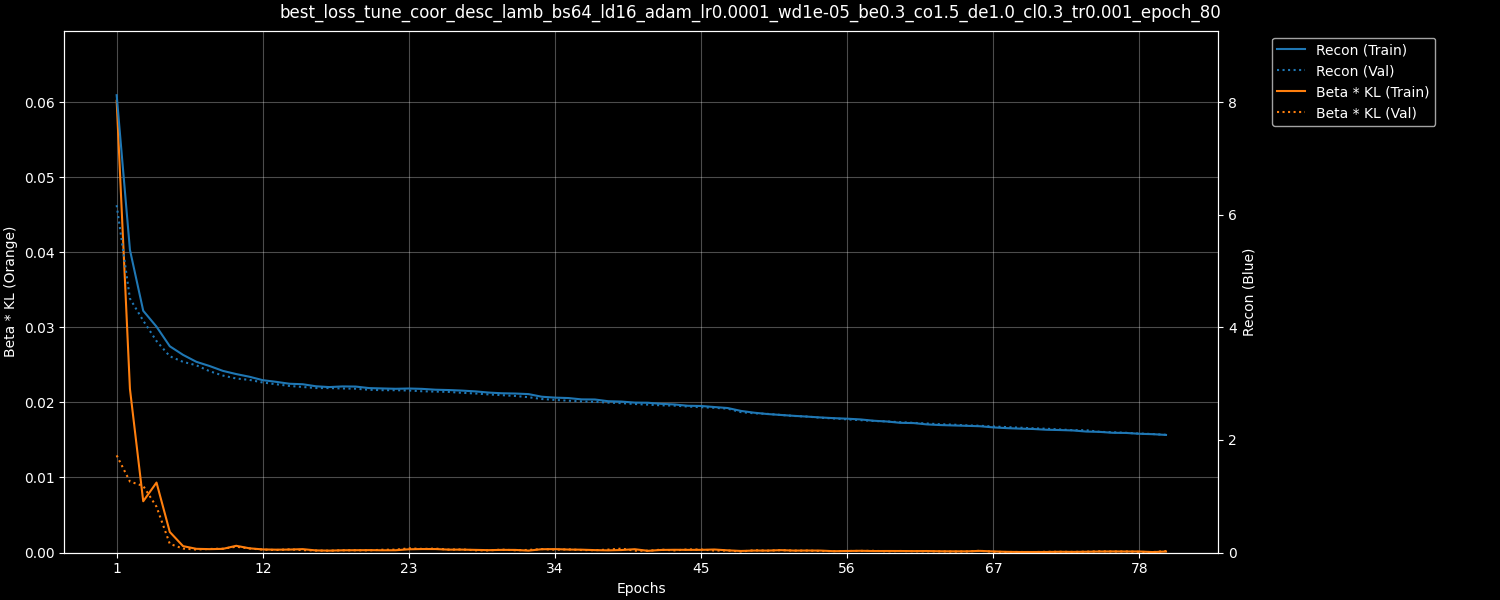 best_loss_tune_coor_desc_lamb_bs64_ld16_adam_lr0.0001_wd1e-05_be0.3_co1.5_de1.0_cl0.3_tr0.001_epoch_80
Recon (Train)
Recon (Val)
Beta * KL (Train)
Beta * KL (Val)
Beta * KL (Orange)
0.06
0.05
0.04
0.03
0.02
0.01
0.00
8
6
4
2
0
Recon (Blue)
1 12 23 34 45 56 67 78
Epochs